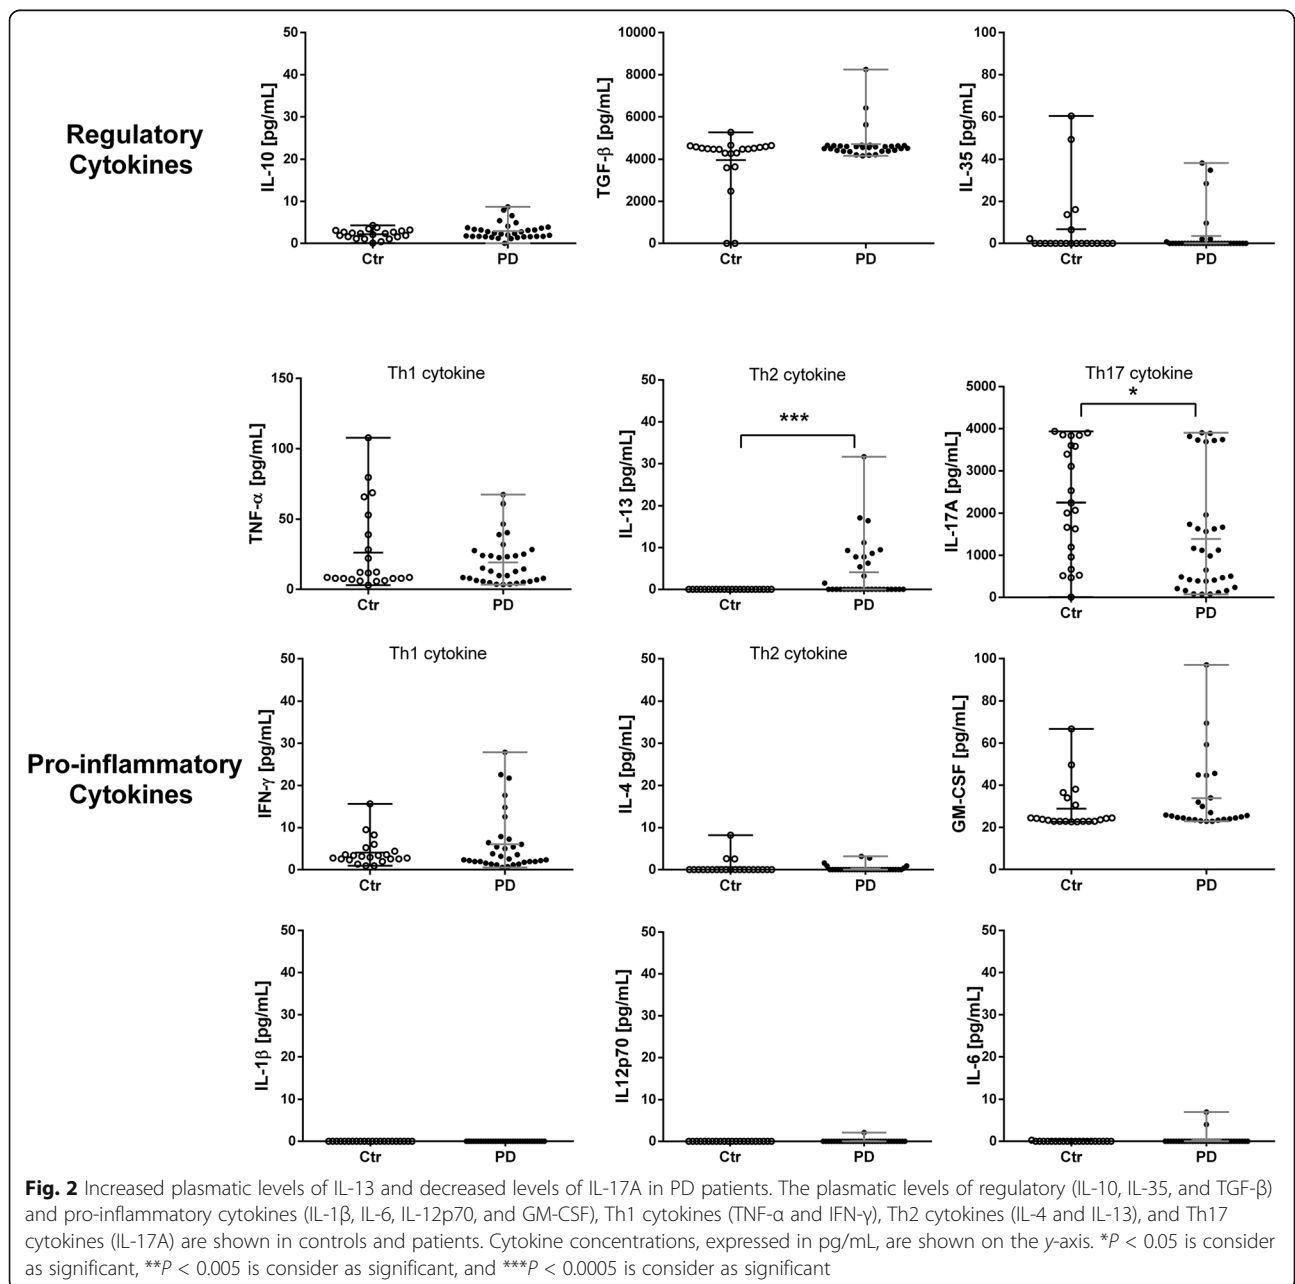 Regulatory
Cytokines
IL-10 [pg/mL]
50
40
30
20
10
0
Ctr PD
TGF-β [pg/mL]
10000
8000
6000
4000
2000
0
Ctr PD
IL-35 [pg/mL]
100
80
60
40
20
0
Ctr PD
Th1 cytokine
TNF-α [pg/mL]
150
100
50
0
Ctr PD
Th2 cytokine
IL-13 [pg/mL]
50
40
30
20
10
0
***
Ctr PD
Th17 cytokine
IL-17A [pg/mL]
5000
4000
3000
2000
1000
0
*
Ctr PD
Pro-inflammatory
Cytokines
Th1 cytokine
IFN-γ [pg/mL]
50
40
30
20
10
0
Ctr PD
Th2 cytokine
IL-4 [pg/mL]
50
40
30
20
10
0
Ctr PD
GM-CSF [pg/mL]
100
80
60
40
20
0
Ctr PD
IL-1β [pg/mL]
50
40
30
20
10
0
Ctr PD
IL12p70 [pg/mL]
50
40
30
20
10
0
Ctr PD
IL-6 [pg/mL]
50
40
30
20
10
0
Ctr PD
Fig. 2 Increased plasmatic levels of IL-13 and decreased levels of IL-17A in PD patients. The plasmatic levels of regulatory (IL-10, IL-35, and TGF-β)
and pro-inflammatory cytokines (IL-1β, IL-6, IL-12p70, and GM-CSF), Th1 cytokines (TNF-α and IFN-γ), Th2 cytokines (IL-4 and IL-13), and Th17
cytokines (IL-17A) are shown in controls and patients. Cytokine concentrations, expressed in pg/mL, are shown on the y-axis. *P < 0.05 is consider
as significant, **P < 0.005 is consider as significant, and ***P < 0.0005 is consider as significant